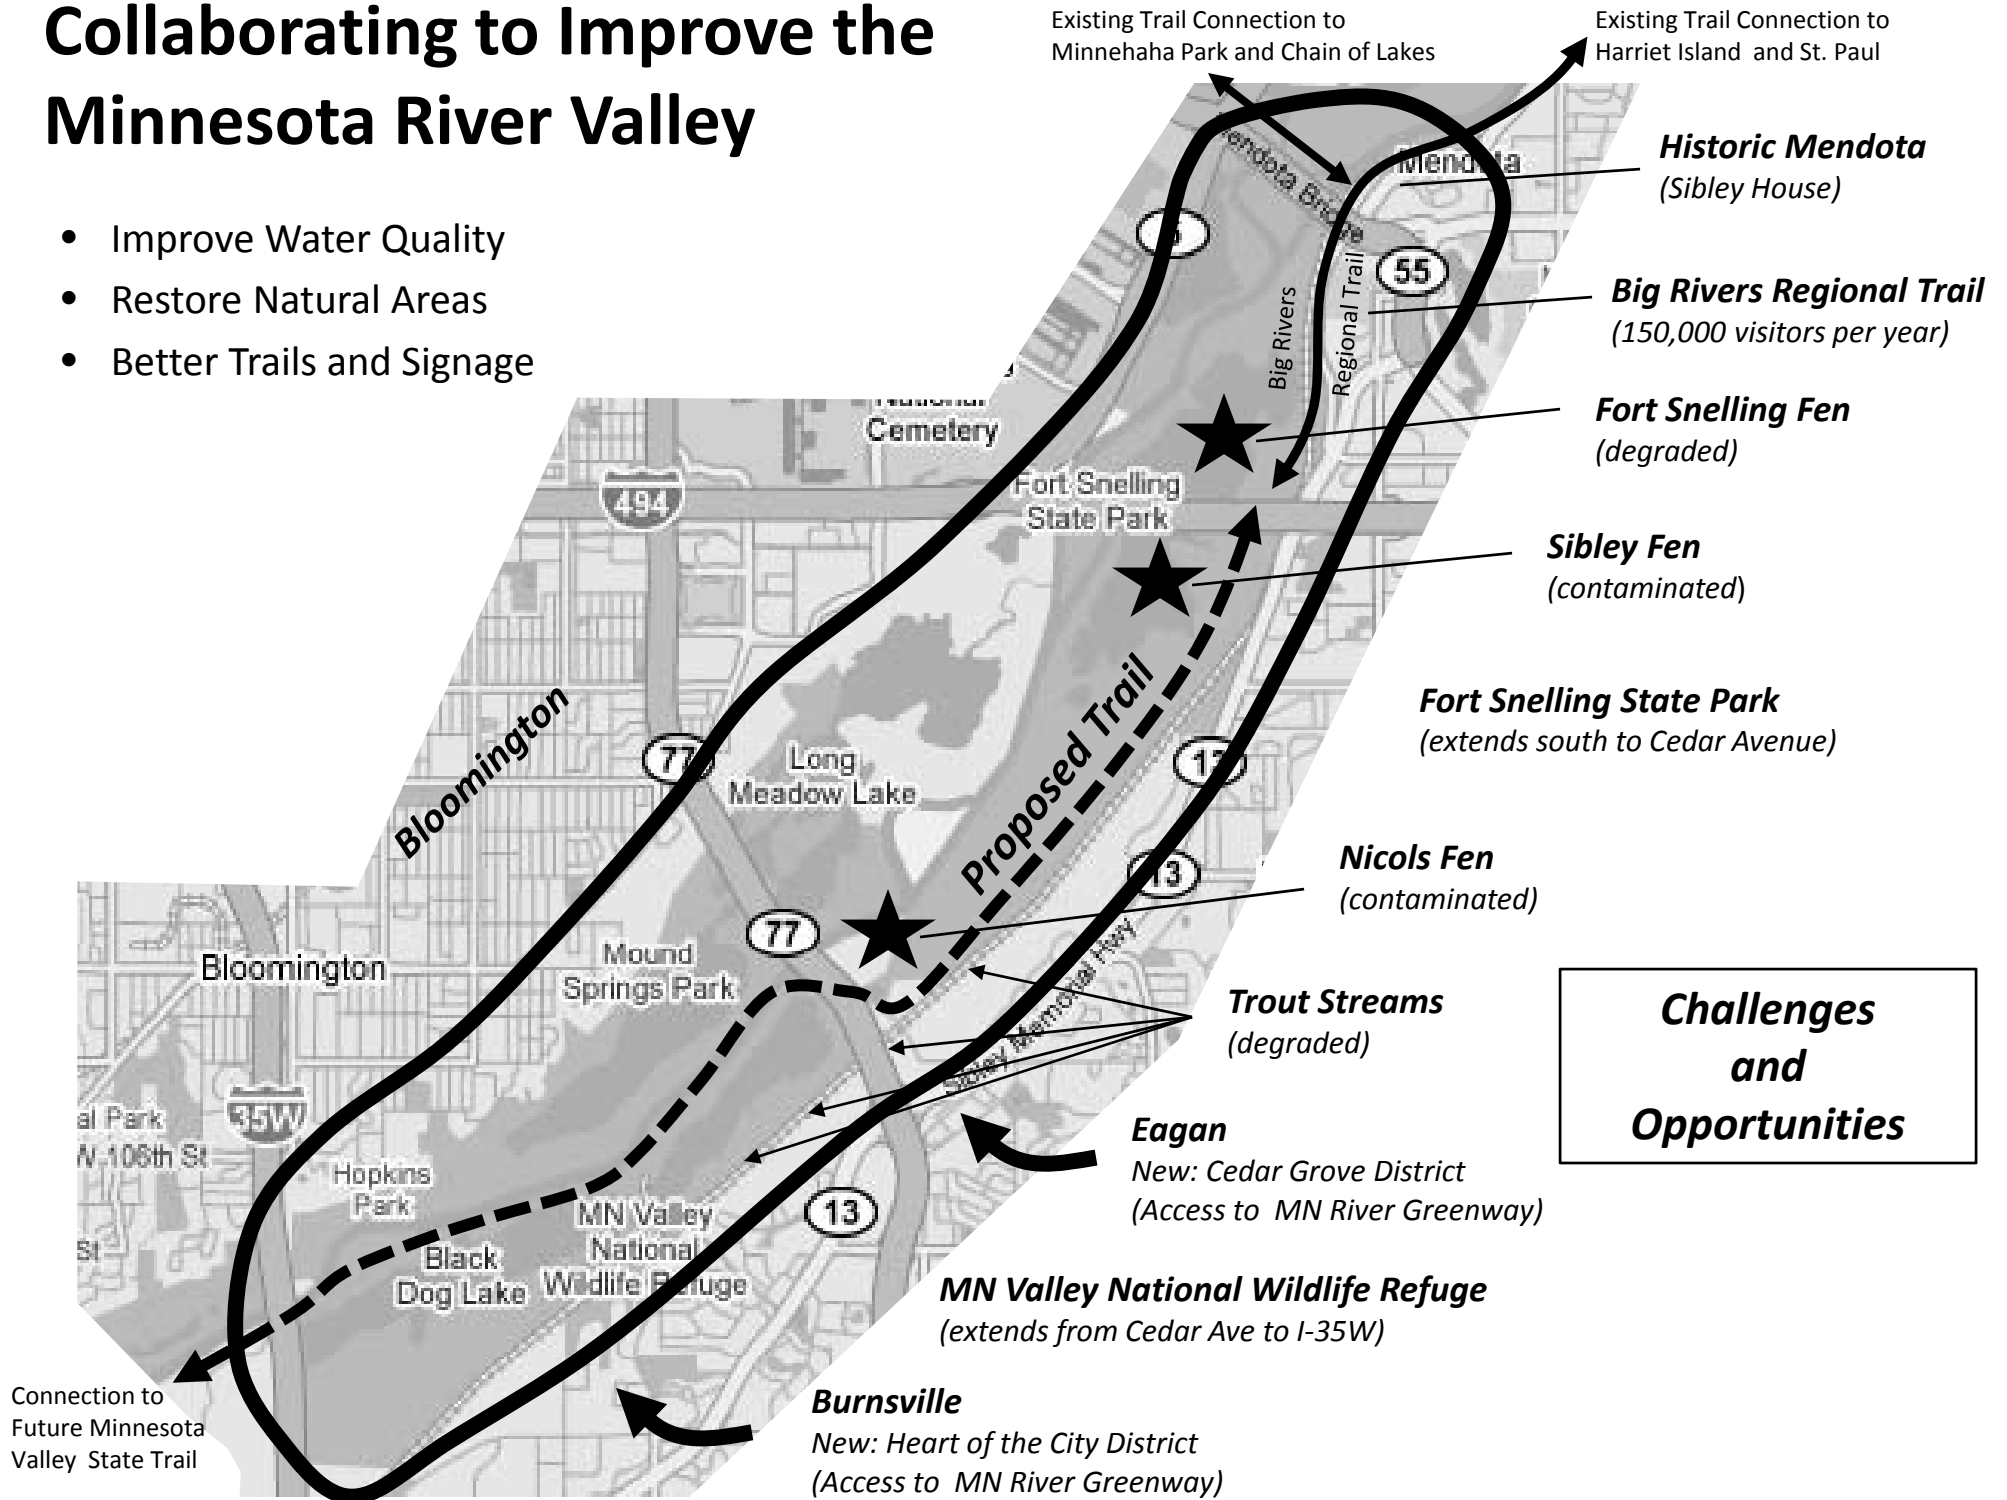 Collaborating to Improve the
Minnesota River Valley
• Improve Water Quality
• Restore Natural Areas
• Better Trails and Signage
Existing Trail Connection to
Minnehaha Park and Chain of Lakes
Existing Trail Connection to
Harriet Island and St. Paul
Historic Mendota
(Sibley House)
Big Rivers Regional Trail
(150,000 visitors per year)
Fort Snelling Fen
(degraded)
Sibley Fen
(contaminated)
Fort Snelling State Park
(extends south to Cedar Avenue)
Nicols Fen
(contaminated)
Trout Streams
(degraded)
Challenges
and
Opportunities
Eagan
New: Cedar Grove District
(Access to MN River Greenway)
MN Valley National Wildlife Refuge
(extends from Cedar Ave to I-35W)
Burnsville
New: Heart of the City District
(Access to MN River Greenway)
Connection to
Future Minnesota
Valley State Trail
Mendota
Mendota Bridge
55
Big Rivers
Regional Trail
National
Cemetery
494
Fort Snelling
State Park
Bloomington
Proposed Trail
77
Long
Meadow Lake
13
13
77
Mound
Springs Park
Bloomington
Sibley Memorial Hwy
35W
al Park
W 106th St
Hopkins
Park
St
Black
Dog Lake
MN Valley
National
Wildlife Refuge
13